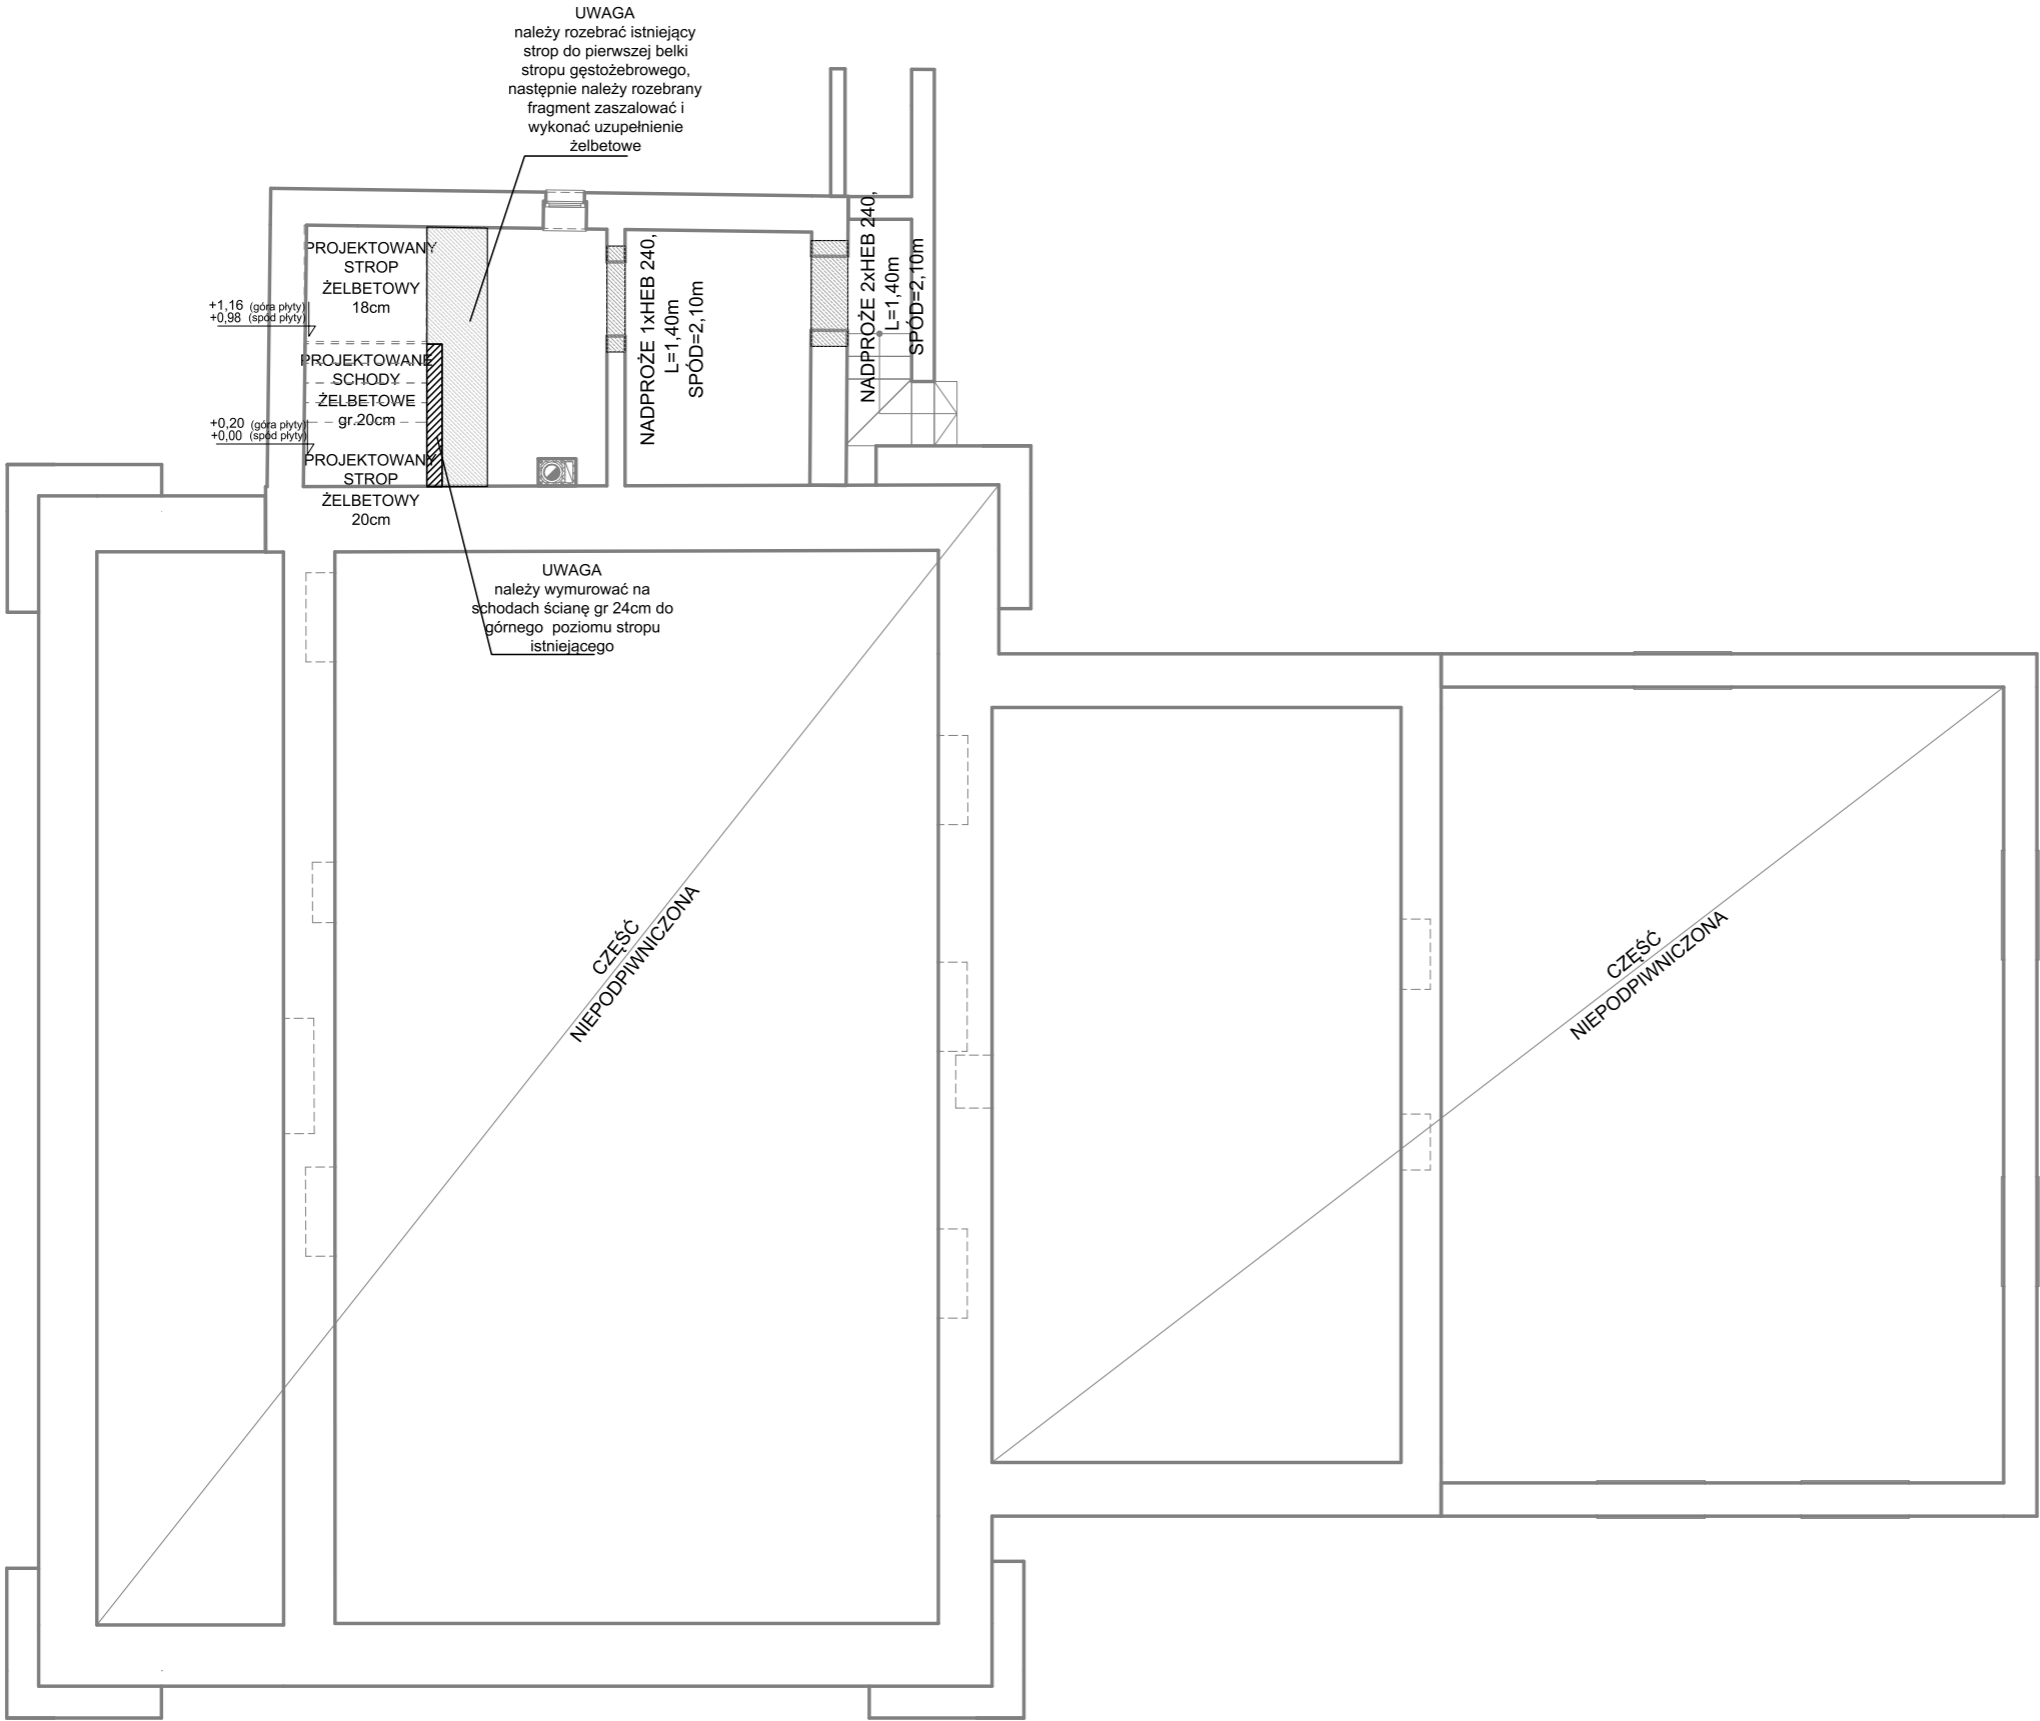 UWAGA
należy rozebrać istniejący
strop do pierwszej belki
stropu gęstożebrowego,
następnie należy rozebrany
fragment zaszalować i
wykonać uzupełnienie
żelbetowe
PROJEKTOWANY
STROP
ŻELBETOWY
18cm
+1,16 (góra płyty)
+0,98 (spód płyty)
PROJEKTOWANE
SCHODY
ŻELBETOWE
gr.20cm
+0,20 (góra płyty)
+0,00 (spód płyty)
PROJEKTOWANY
STROP
ŻELBETOWY
20cm
NADPROŻE 1xHEB 240,
L=1,40m
SPÓD=2,10m
NADPROŻE 2xHEB 240,
L=1,40m
SPÓD=2,10m
UWAGA
należy wymurować na
schodach ścianę gr 24cm do
górnego poziomu stropu
istniejącego
CZĘŚĆ
NIEPODPIWNICZONA
CZĘŚĆ
NIEPODPIWNICZONA